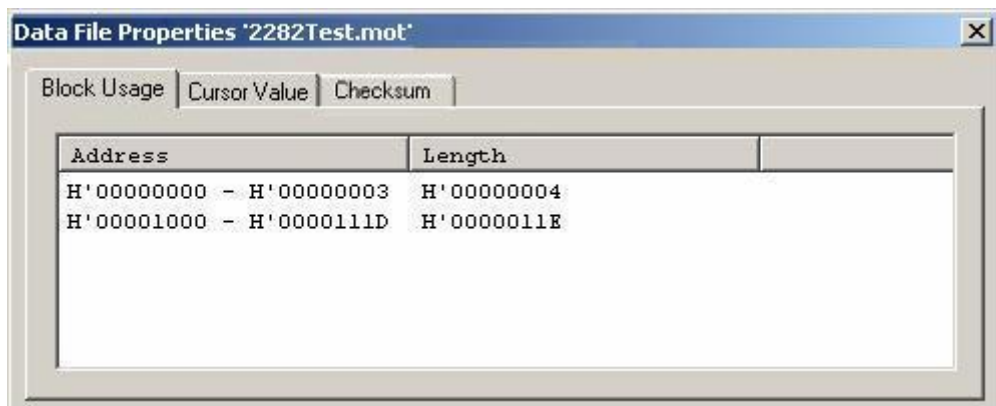 Data File Properties '2282Test.mot'
Block Usage Cursor Value Checksum
Address Length
H'00000000 - H'00000003 H'00000004
H'00001000 - H'0000111D H'0000011E